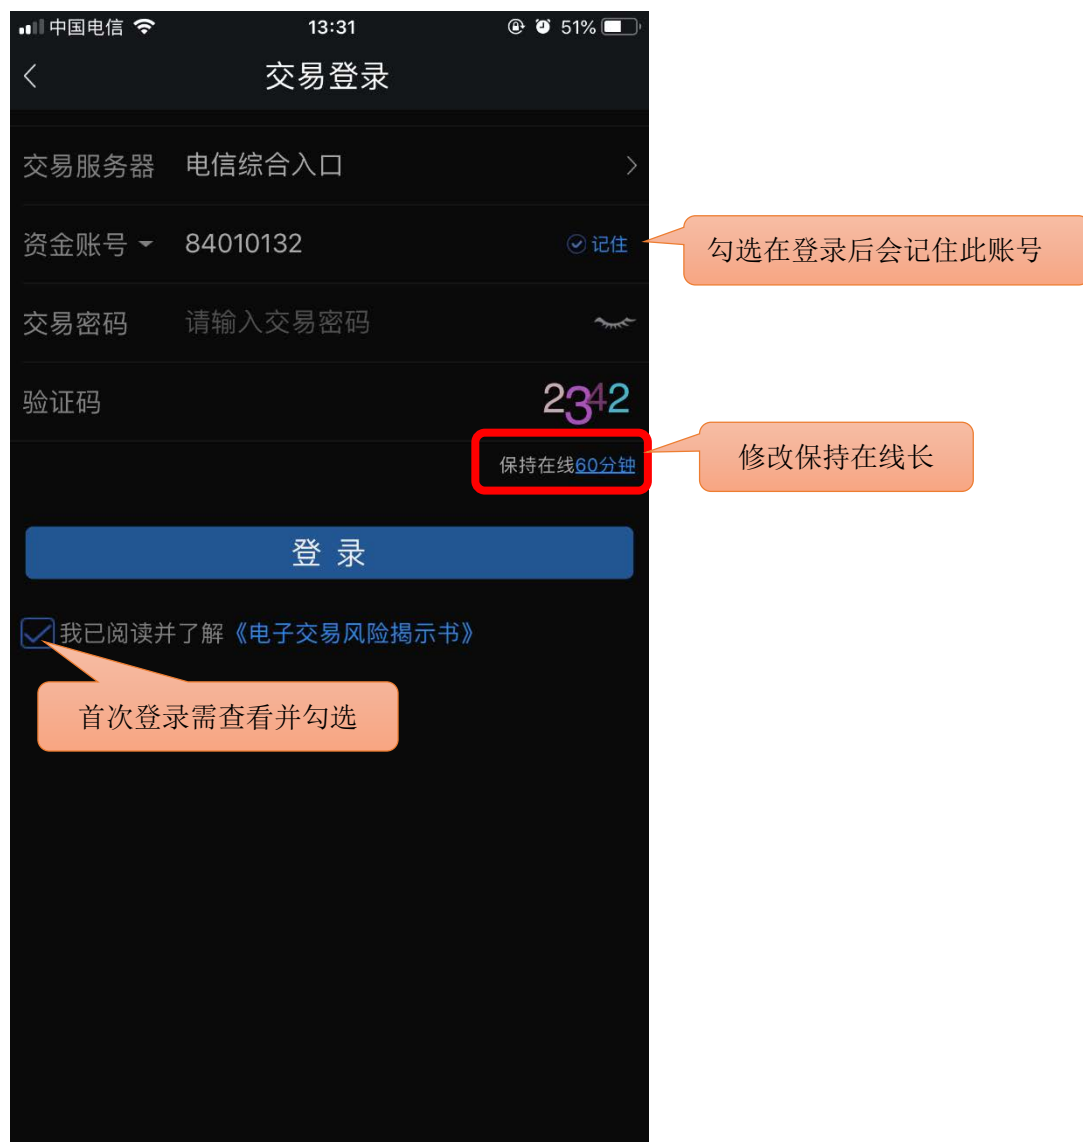 中国电信 13:31 51%
交易登录
交易服务器 电信综合入口
资金账号 84010132 记住
勾选在登录后会记住此账号
交易密码 请输入交易密码
验证码 2342
保持在线60分钟
修改保持在线长
登 录
我已阅读并了解《电子交易风险揭示书》
首次登录需查看并勾选